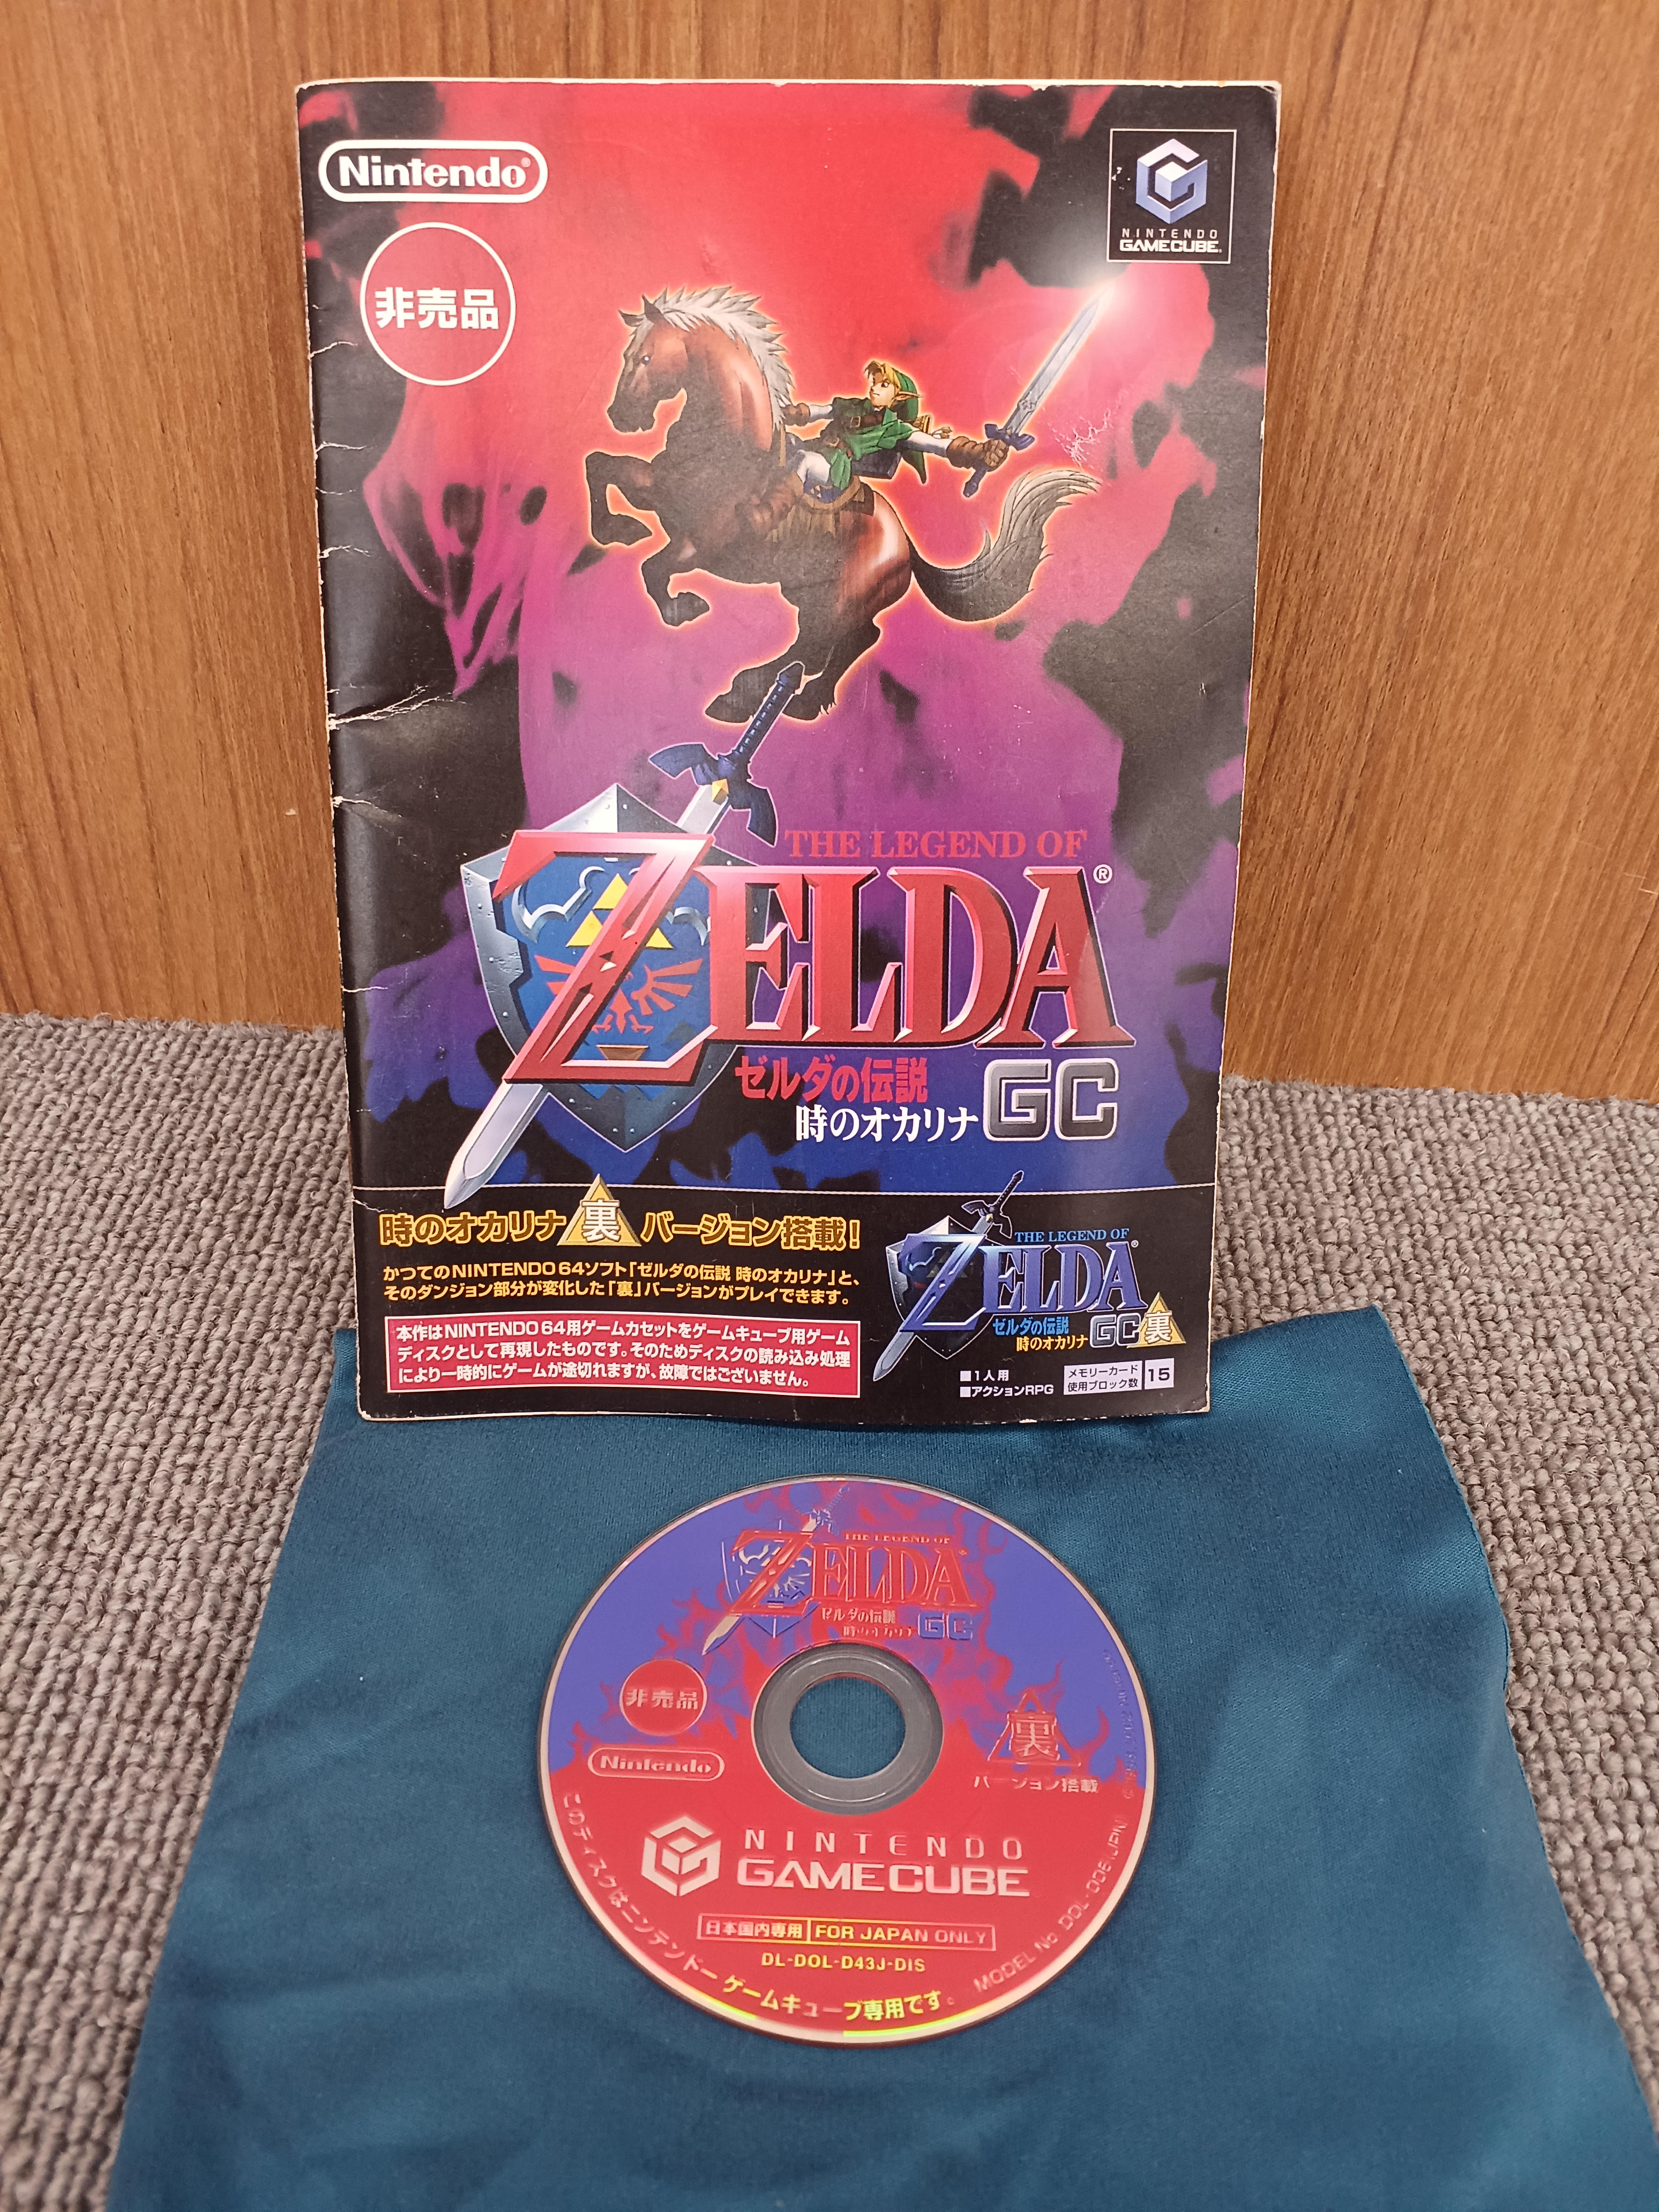 Nintendo®
非売品
NINTENDO
GAMECUBE®
THE LEGEND OF
ZELDA®
ゼルダの伝説
時のオカリナ GC
時のオカリナ裏バージョン搭載!
かつてのNINTENDO64ソフト「ゼルダの伝説 時のオカリナ」と、
そのダンジョン部分が変化した「裏」バージョンがプレイできます。
本作はNINTENDO64用ゲームカセットをゲームキューブ用ゲーム
ディスクとして再現したものです。そのためディスクの読み込み処理
により一時的にゲームが途切れますが、故障ではございません。
THE LEGEND OF
ZELDA®
ゼルダの伝説
時のオカリナ GC裏
■1人用
■アクションRPG
メモリーカード
使用ブロック数
15
THE LEGEND OF
ZELDA
ゼルダの伝説
時のオカリナ GC
非売品
Nintendo
裏
バージョン搭載
NINTENDO
GAMECUBE
日本国内専用 FOR JAPAN ONLY
DL-DOL-D43J-DIS
このディスクはニンテンドーゲームキューブ専用です。
MODEL No. DOL-006(JPN)